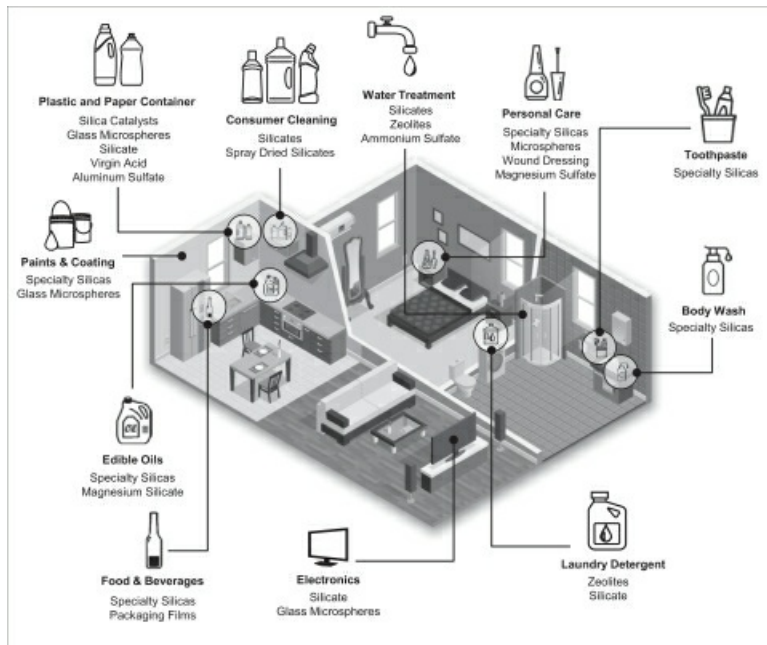 Plastic and Paper Container
Silica Catalysts
Glass Microspheres
Silicate
Virgin Acid
Aluminum Sulfate
Consumer Cleaning
Silicates
Spray Dried Silicates
Water Treatment
Silicates
Zeolites
Ammonium Sulfate
Personal Care
Specialty Silicas
Microspheres
Wound Dressing
Magnesium Sulfate
Toothpaste
Specialty Silicas
Paints & Coating
Specialty Silicas
Glass Microspheres
Body Wash
Specialty Silicas
Edible Oils
Specialty Silicas
Magnesium Silicate
Food & Beverages
Specialty Silicas
Packaging Films
Electronics
Silicate
Glass Microspheres
Laundry Detergent
Zeolites
Silicate